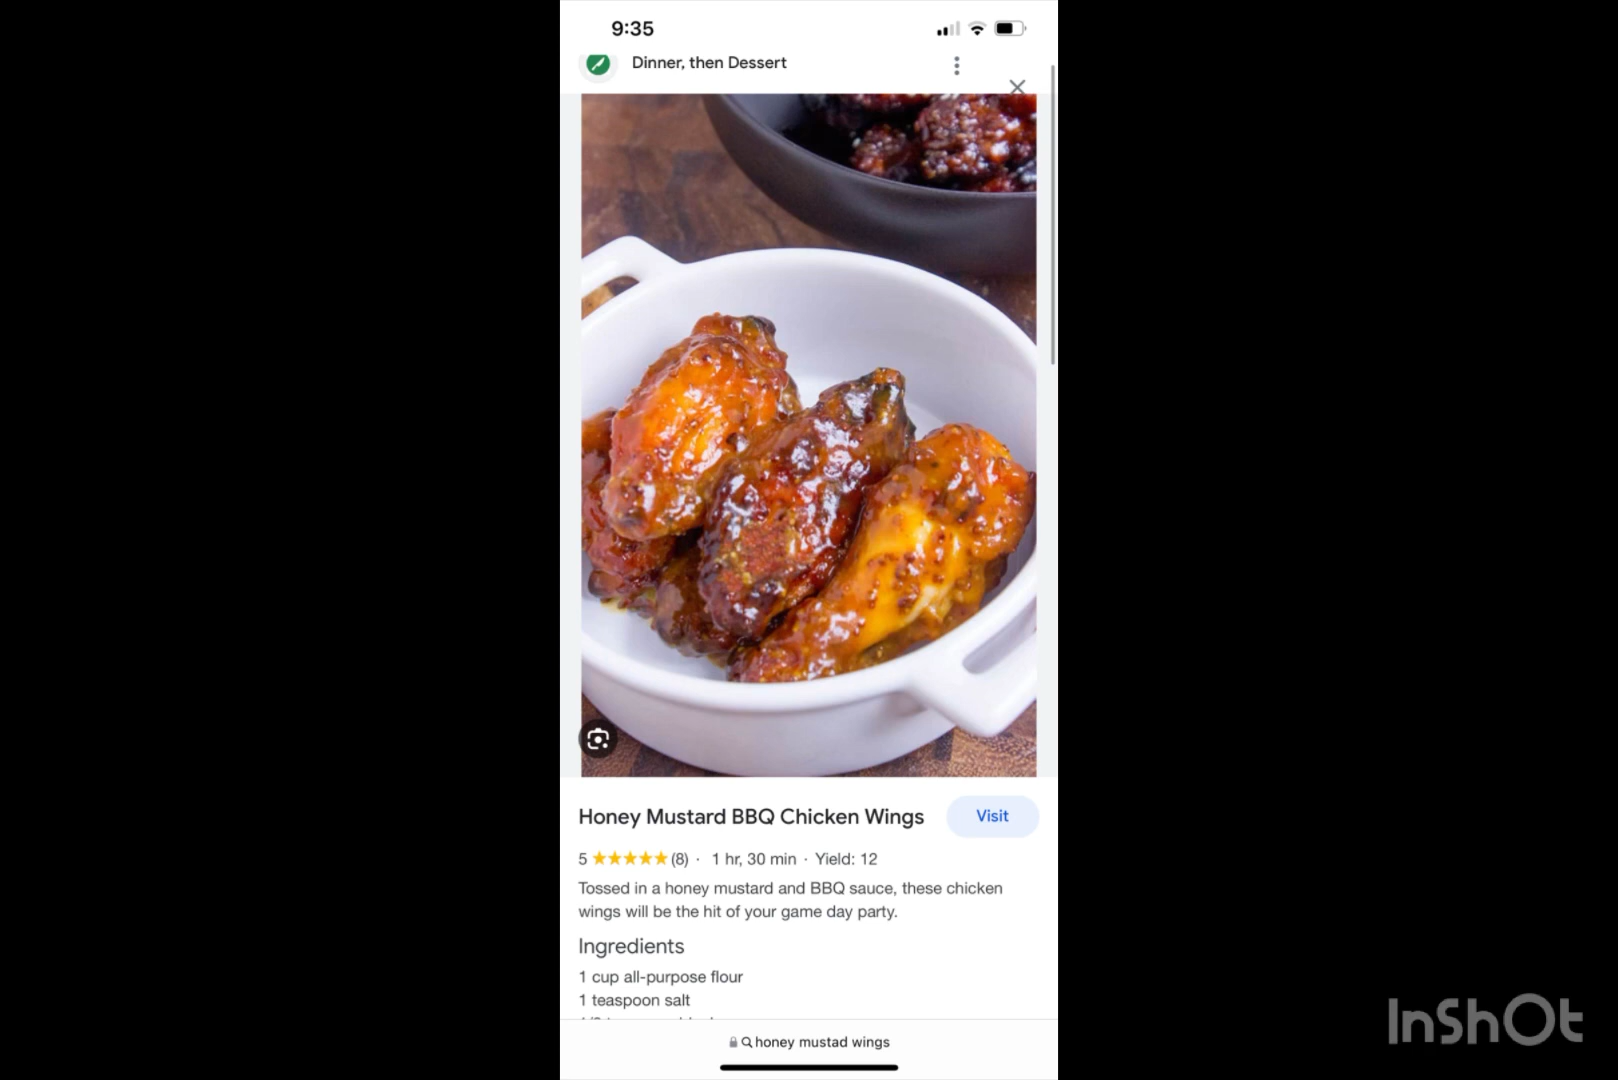 9:35
Dinner, then Dessert
Honey Mustard BBQ Chicken Wings
Visit
5 ★★★★★ (8) · 1 hr, 30 min · Yield: 12
Tossed in a honey mustard and BBQ sauce, these chicken
wings will be the hit of your game day party.
Ingredients
1 cup all-purpose flour
1 teaspoon salt
honey mustad wings
InShOt